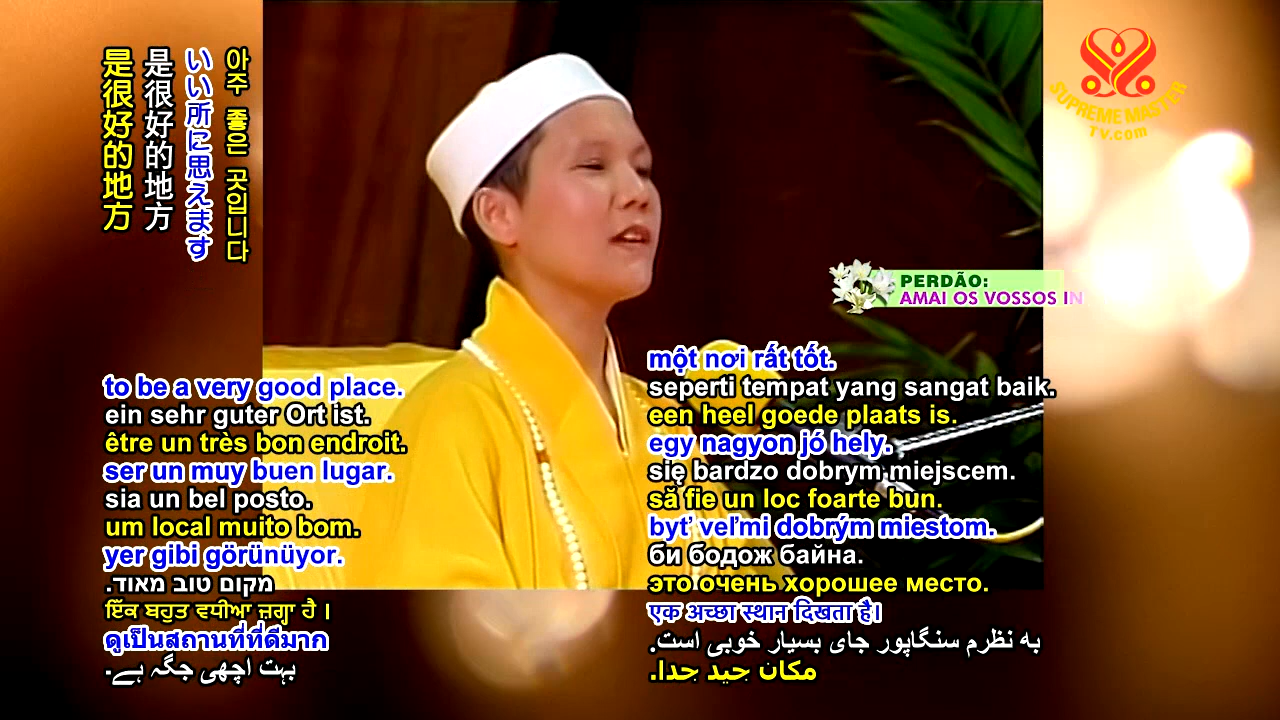 아주 좋은 곳입니다
いい所に思えます
是很好的地方
是很好的地方
SUPREME MASTER
TV.com
PERDÃO:
AMAI OS VOSSOS IN
to be a very good place.
ein sehr guter Ort ist.
être un très bon endroit.
ser un muy buen lugar.
sia un bel posto.
um local muito bom.
yer gibi görünüyor.
מקום טוב מאוד.
ਇੱਕ ਬਹੁਤ ਵਧੀਆ ਜਗ੍ਹਾ ਹੈ ।
ดูเป็นสถานที่ที่ดีมาก
بہت اچھی جگہ ہے۔
một nơi rất tốt.
seperti tempat yang sangat baik.
een heel goede plaats is.
egy nagyon jó hely.
się bardzo dobrym miejscem.
să fie un loc foarte bun.
byť veľmi dobrým miestom.
би бодож байна.
это очень хорошее место.
एक अच्छा स्थान दिखता है।
به نظرم سنگاپور جای بسیار خوبی است.
مكان جيد جدا.